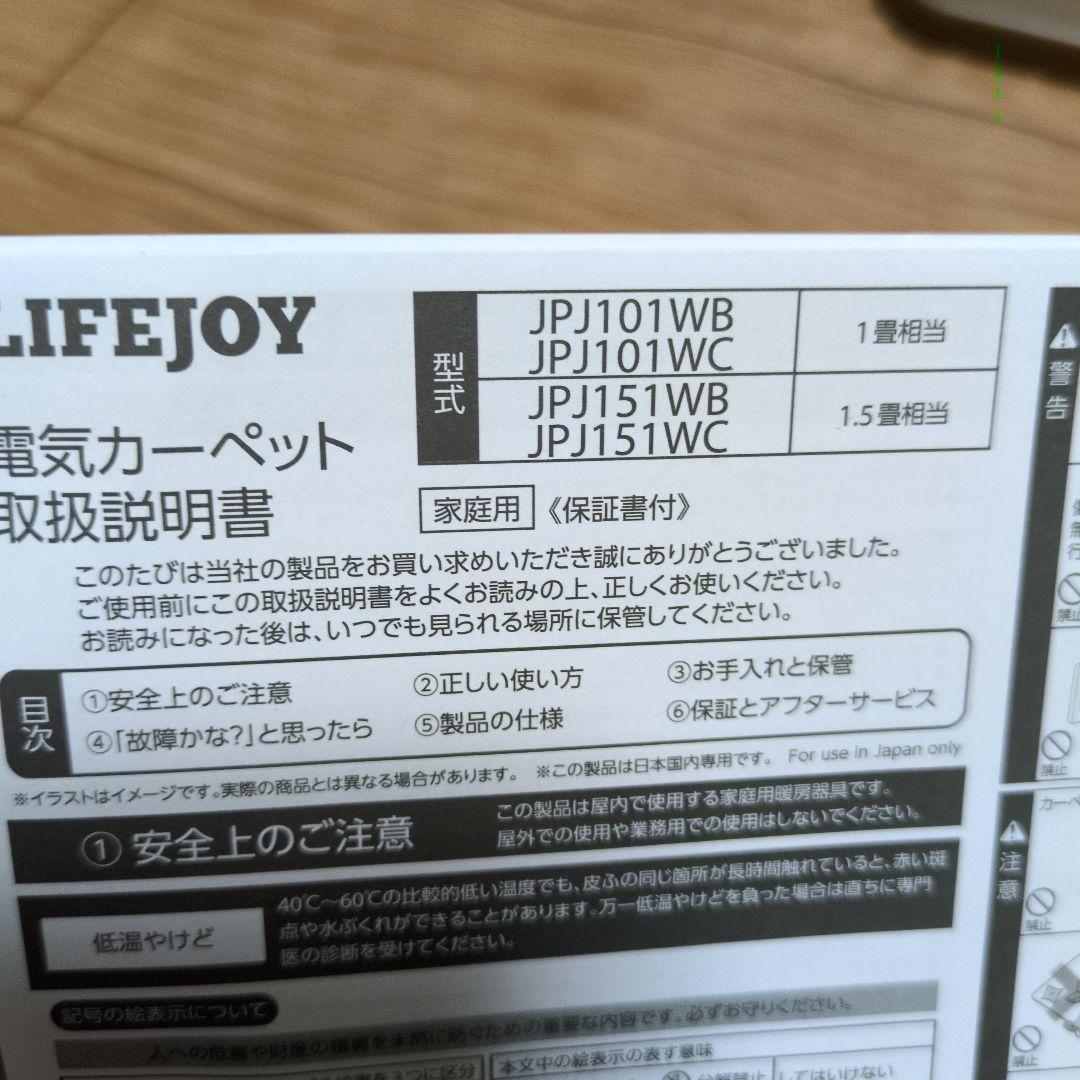 LIFEJOY
電気カーペット
取扱説明書
型式
JPJ101WB
JPJ101WC
1畳相当
JPJ151WB
JPJ151WC
1.5畳相当
家庭用 《保証書付》
このたびは当社の製品をお買い求めいただき誠にありがとうございました。
ご使用前にこの取扱説明書をよくお読みの上、正しくお使いください。
お読みになった後は、いつでも見られる場所に保管してください。
目次
①安全上のご注意 ②正しい使い方 ③お手入れと保管
④「故障かな?」と思ったら ⑤製品の仕様 ⑥保証とアフターサービス
※イラストはイメージです。実際の商品とは異なる場合があります。 ※この製品は日本国内専用です。 For use in Japan only
① 安全上のご注意
この製品は屋内で使用する家庭用暖房器具です。
屋外での使用や業務用での使用はしないでください。
低温やけど
40℃〜60℃の比較的低い温度でも、皮ふの同じ箇所が長時間触れていると、赤い斑
点や水ぶくれができることがあります。万一低温やけどを負った場合は直ちに専門
医の診断を受けてください。
記号の絵表示について
人への危害や財産の損害を未然に防ぐための重要な内容です。必ずお守りください。
を3つに区分
本文中の絵表示の表す意味
分解禁止
してはいけない
警告
禁止
禁止
注意
カーペ
禁止
禁止